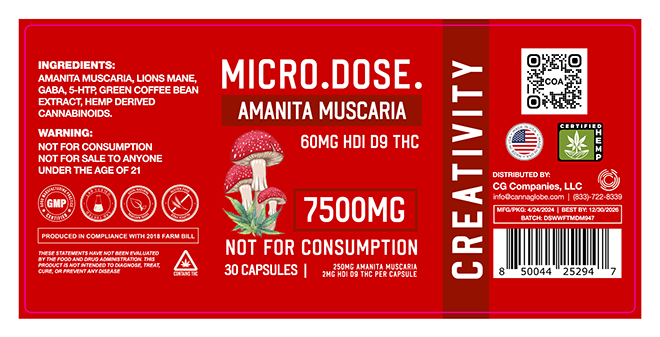 INGREDIENTS:
AMANITA MUSCARIA, LIONS MANE,
GABA, 5-HTP, GREEN COFFEE BEAN
EXTRACT, HEMP DERIVED
CANNABINOIDS.
WARNING:
NOT FOR CONSUMPTION
NOT FOR SALE TO ANYONE
UNDER THE AGE OF 21
GMP
PRODUCED IN COMPLIANCE WITH 2018 FARM BILL
THESE STATEMENTS HAVE NOT BEEN EVALUATED
BY THE FOOD AND DRUG ADMINISTRATION. THIS
PRODUCT IS NOT INTENDED TO DIAGNOSE, TREAT,
CURE, OR PREVENT ANY DISEASE
CONTAINS THC
MICRO.DOSE.
AMANITA MUSCARIA
60MG HDI D9 THC
7500MG
NOT FOR CONSUMPTION
30 CAPSULES |
250MG AMANITA MUSCARIA
2MG HDI D9 THC PER CAPSULE
CREATIVITY
COA
CERTIFIED
HEMP
DISTRIBUTED BY:
CG Companies, LLC
info@cannaglobe.com | (833)-722-8339
MFG/PKG: 4/24/2024 | BEST BY: 12/30/2026
BATCH: DSWWFTMDM947
8 50044 25294 7